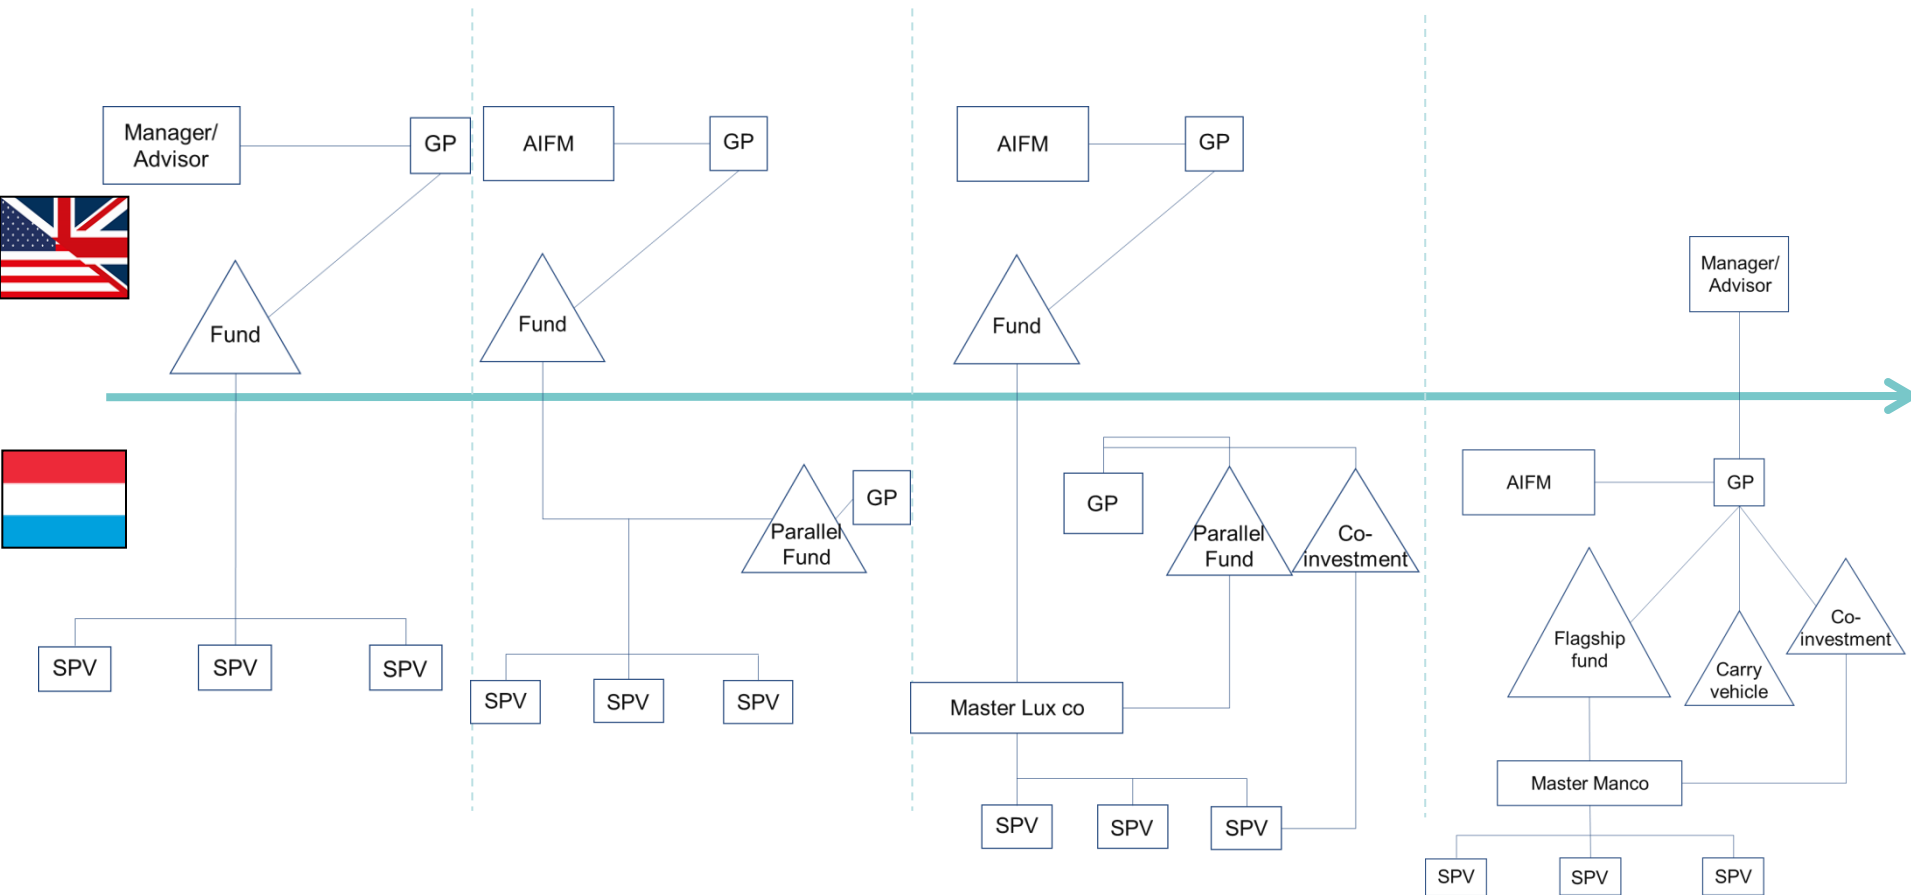 Manager/
Advisor
GP
Fund
SPV
SPV
SPV
AIFM
GP
Fund
Parallel
Fund
GP
SPV
SPV
SPV
AIFM
GP
Fund
GP
Parallel
Fund
Co-
investment
Master Lux co
SPV
SPV
SPV
Manager/
Advisor
AIFM
GP
Flagship
fund
Carry
vehicle
Co-
investment
Master Manco
SPV
SPV
SPV